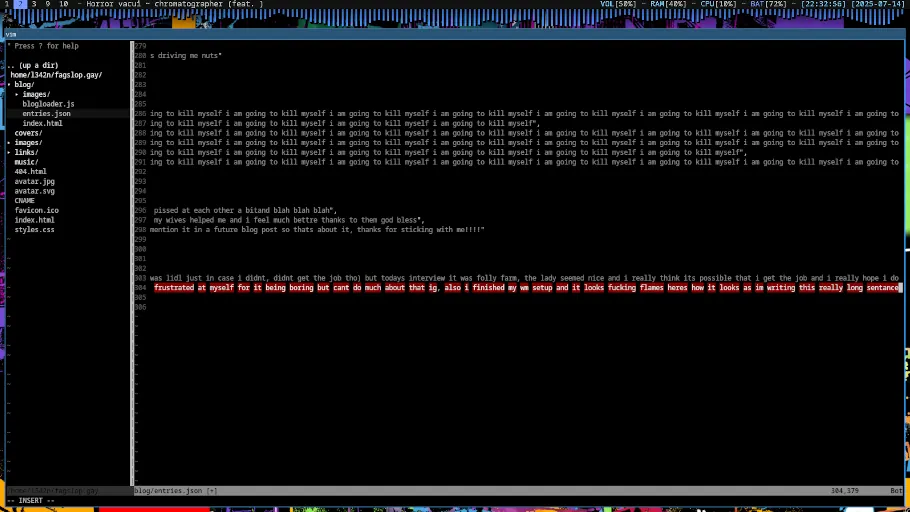 1 2 3 9 10 ~ Horror vacui ~ chromatographer (feat. ) VOL[50%] ~ RAM[40%] ~ CPU[10%] ~ BAT[72%] ~ [22:32:56] [2025-07-14]
vim
" Press ? for help
.. (up a dir)
home/l342n/fagslop.gay/
▾ blog/
▸ images/
blogloader.js
entries.json
index.html
covers/
▸ images/
▸ links/
music/
404.html
avatar.jpg
avatar.svg
CNAME
favicon.ico
index.html
styles.css
279
280 s driving me nuts"
281
282
283
284
285
286 ing to kill myself i am going to kill myself i am going to kill myself i am going to kill myself i am going to kill myself i am going to kill myself i am going to
287 ing to kill myself i am going to kill myself i am going to kill myself i am going to kill myself",
288 ing to kill myself i am going to kill myself i am going to kill myself i am going to kill myself i am going to kill myself i am going to kill myself i am going to
289 ing to kill myself i am going to kill myself i am going to kill myself i am going to kill myself i am going to kill myself i am going to kill myself i am going to
290 ing to kill myself i am going to kill myself i am going to kill myself i am going to kill myself i am going to kill myself",
291 ing to kill myself i am going to kill myself i am going to kill myself i am going to kill myself i am going to kill myself i am going to kill myself i am going to
292
293
294
295
296 pissed at each other a bitand blah blah blah",
297 my wives helped me and i feel much bettre thanks to them god bless",
298 mention it in a future blog post so thats about it, thanks for sticking with me!!!!"
299
300
301
302
303 was lidl just in case i didnt, didnt get the job tho) but todays interview it was folly farm, the lady seemed nice and i really think its possible that i get the job and i really hope i do
304 frustrated at myself for it being boring but cant do much about that ig, also i finished my wm setup and it looks fucking flames heres how it looks as im writing this really long sentance
305
306
home/l342n/fagslop.gay blog/entries.json [+] 304,379 Bot
-- INSERT --